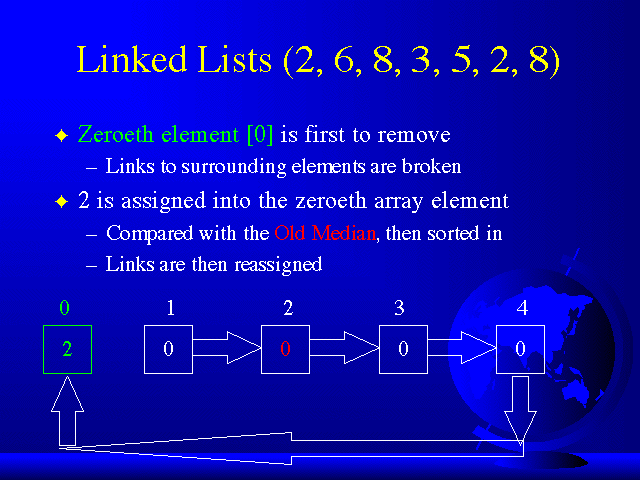 Linked Lists (2, 6, 8, 3, 5, 2, 8)
Zeroeth element [0] is first to remove
– Links to surrounding elements are broken
2 is assigned into the zeroeth array element
– Compared with the Old Median, then sorted in
– Links are then reassigned
0 1 2 3 4
2 0 0 0 0